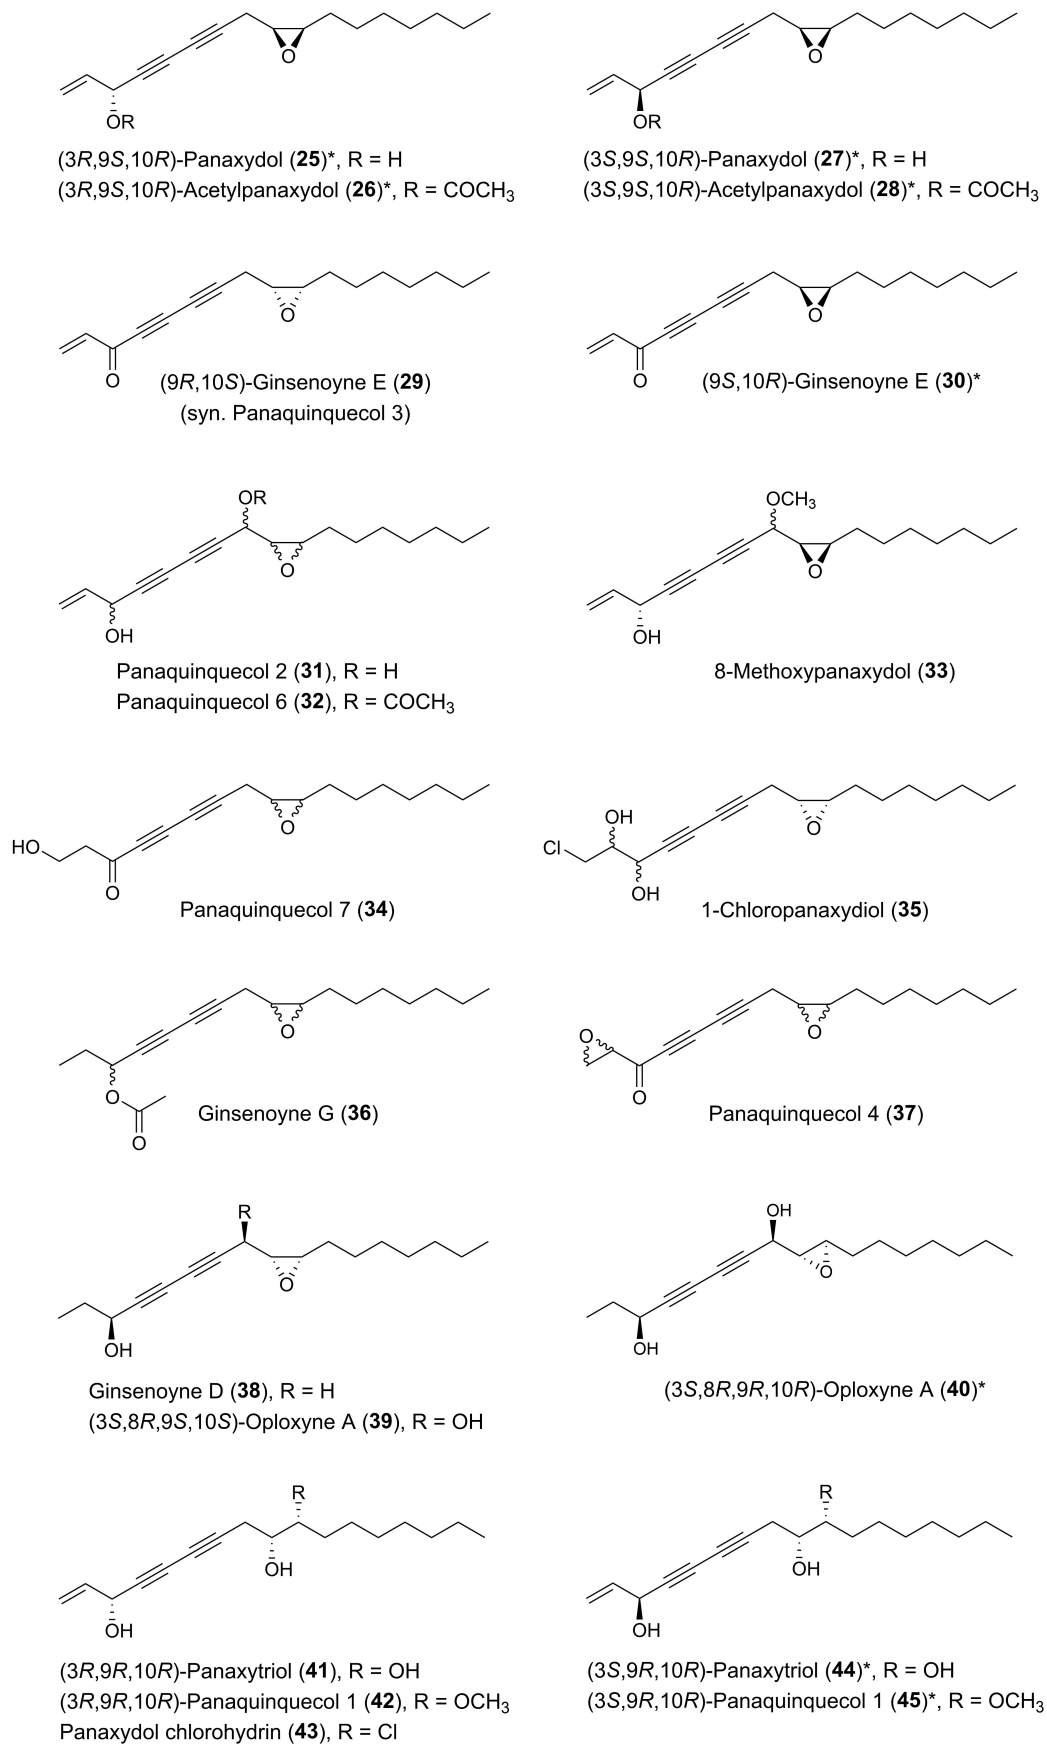 O
O
OR
OR
(3R,9S,10R)-Panaxydol (25)*, R = H
(3R,9S,10R)-Acetylpanaxydol (26)*, R = COCH3
(3S,9S,10R)-Panaxydol (27)*, R = H
(3S,9S,10R)-Acetylpanaxydol (28)*, R = COCH3
O
O
O
O
(9R,10S)-Ginsenoyne E (29)
(syn. Panaquinquecol 3)
(9S,10R)-Ginsenoyne E (30)*
OR
O
OH
OCH3
O
OH
Panaquinquecol 2 (31), R = H
Panaquinquecol 6 (32), R = COCH3
8-Methoxypanaxydol (33)
O
HO
O
Panaquinquecol 7 (34)
O
OH
Cl
OH
1-Chloropanaxydiol (35)
O
O
O
Ginsenoyne G (36)
O
O
O
Panaquinquecol 4 (37)
R
O
OH
Ginsenoyne D (38), R = H
(3S,8R,9S,10S)-Oploxyne A (39), R = OH
OH
O
OH
(3S,8R,9R,10R)-Oploxyne A (40)*
R
OH
OH
(3R,9R,10R)-Panaxytriol (41), R = OH
(3R,9R,10R)-Panaquinquecol 1 (42), R = OCH3
Panaxydol chlorohydrin (43), R = Cl
R
OH
OH
(3S,9R,10R)-Panaxytriol (44)*, R = OH
(3S,9R,10R)-Panaquinquecol 1 (45)*, R = OCH3